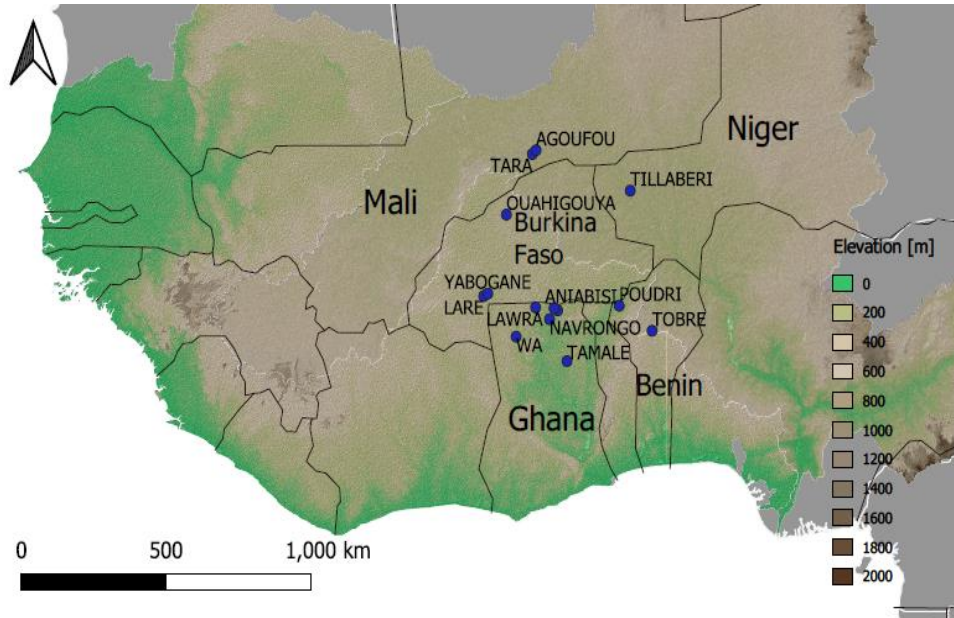 Niger
AGOUFOU
TARA
TILLABERI
Mali
OUAHIGOUYA
Burkina
Faso
Elevation [m]
0
200
400
600
800
1000
1200
1400
1600
1800
2000
YABOGANE
LARE
ANIABISI
POUDRI
LAWRA
NAVRONGO
TOBRE
WA
TAMALE
Benin
Ghana
0 500 1,000 km